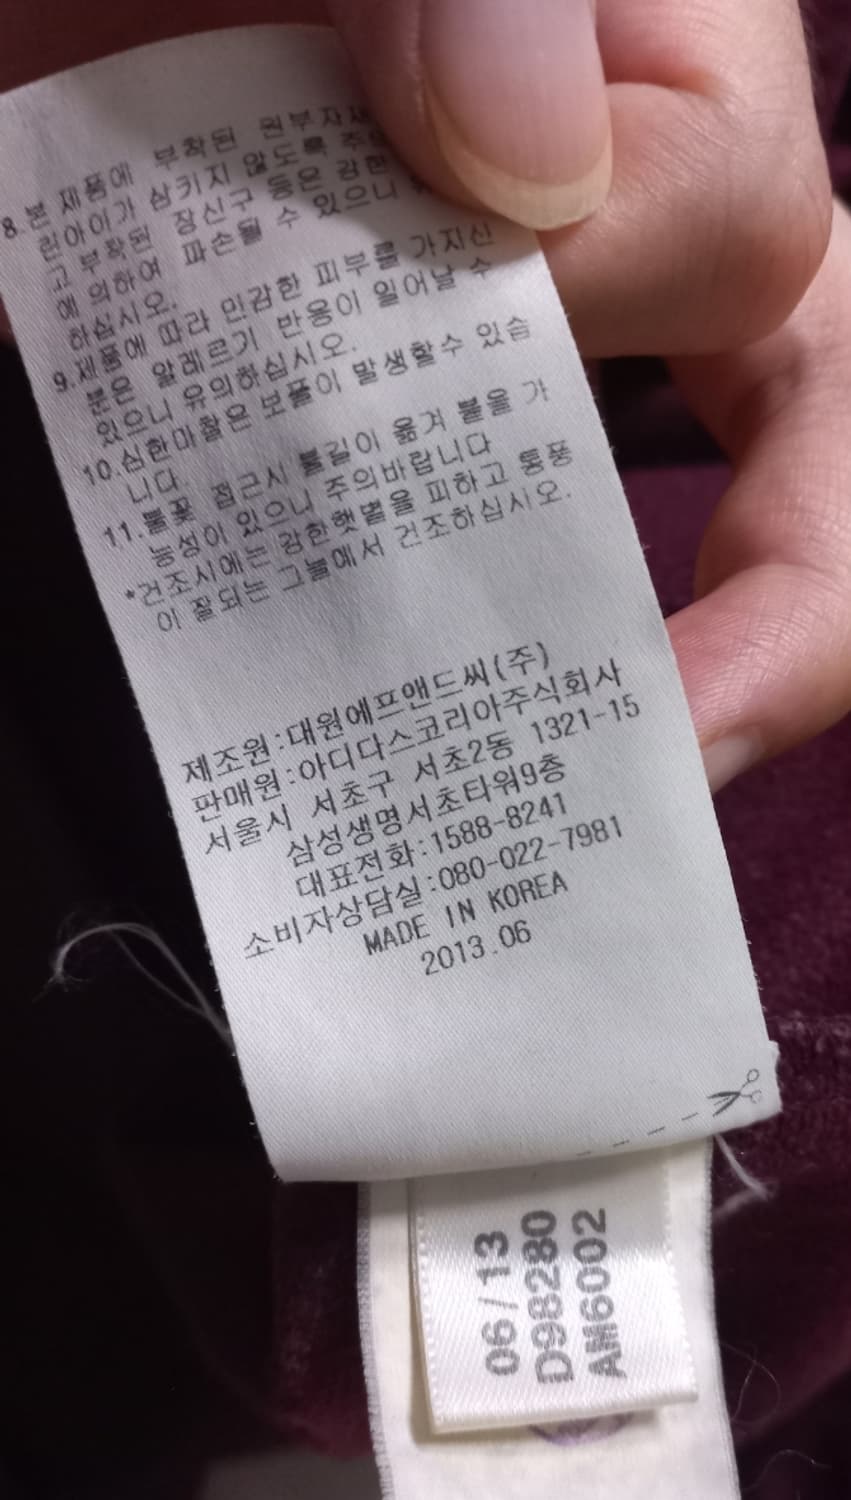 8.본 제품에 부착된 원부자재
린아이가 삼키지 않도록 주의
구 부착된 장신구 등은 강한
에 의하여 파손될 수 있으니
하십시오.
9.제품에 따라 민감한 피부를 가지신
분은 알레르기 반응이 일어날 수
있으니 유의하십시오.
10.심한마찰은 보풀이 발생할수 있습
니다.
11.불꽃 접근시 불길이 옮겨 붙을 가
능성이 있으니 주의바랍니다
*건조시에는 강한햇볕을 피하고 통풍
이 잘되는 그늘에서 건조하십시오.
제조원:대원에프앤드씨(주)
판매원:아디다스코리아주식회사
서울시 서초구 서초2동 1321-15
삼성생명서초타워9층
대표전화:1588-8241
소비자상담실:080-022-7981
MADE IN KOREA
2013.06
06/13
D98280
AM6002